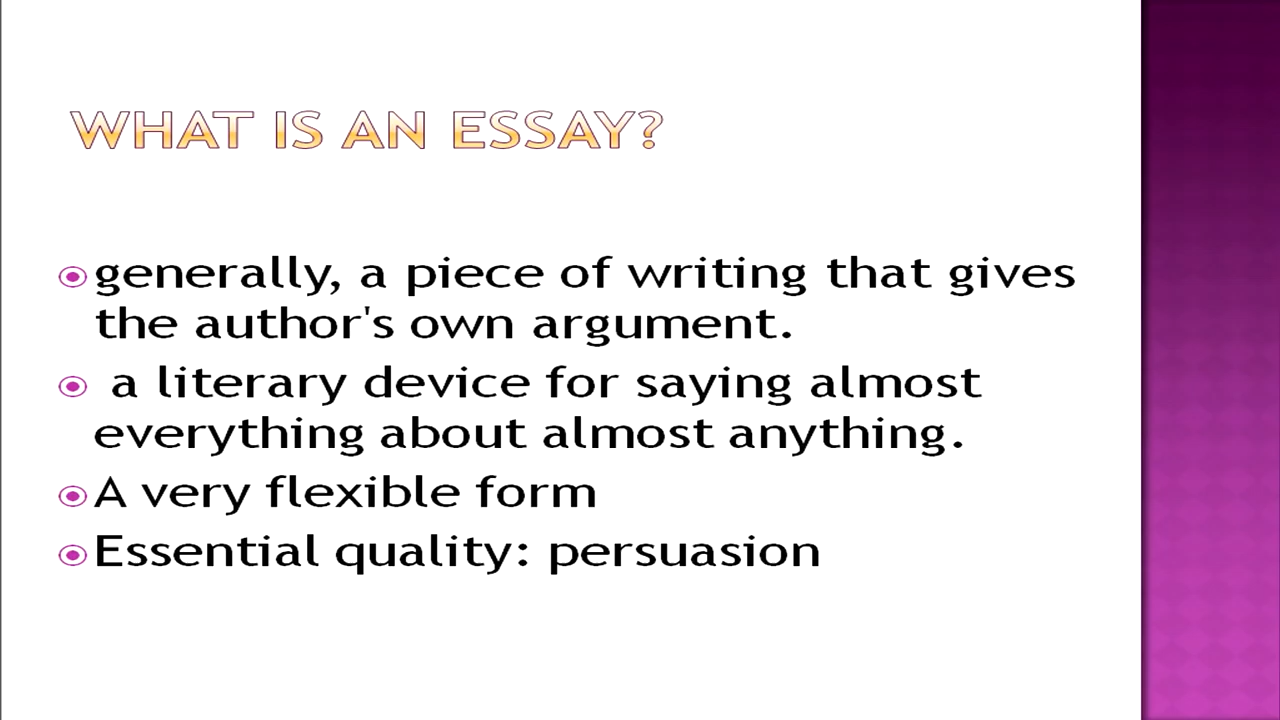 WHAT IS AN ESSAY?
generally, a piece of writing that gives
the author's own argument.
a literary device for saying almost
everything about almost anything.
A very flexible form
Essential quality: persuasion